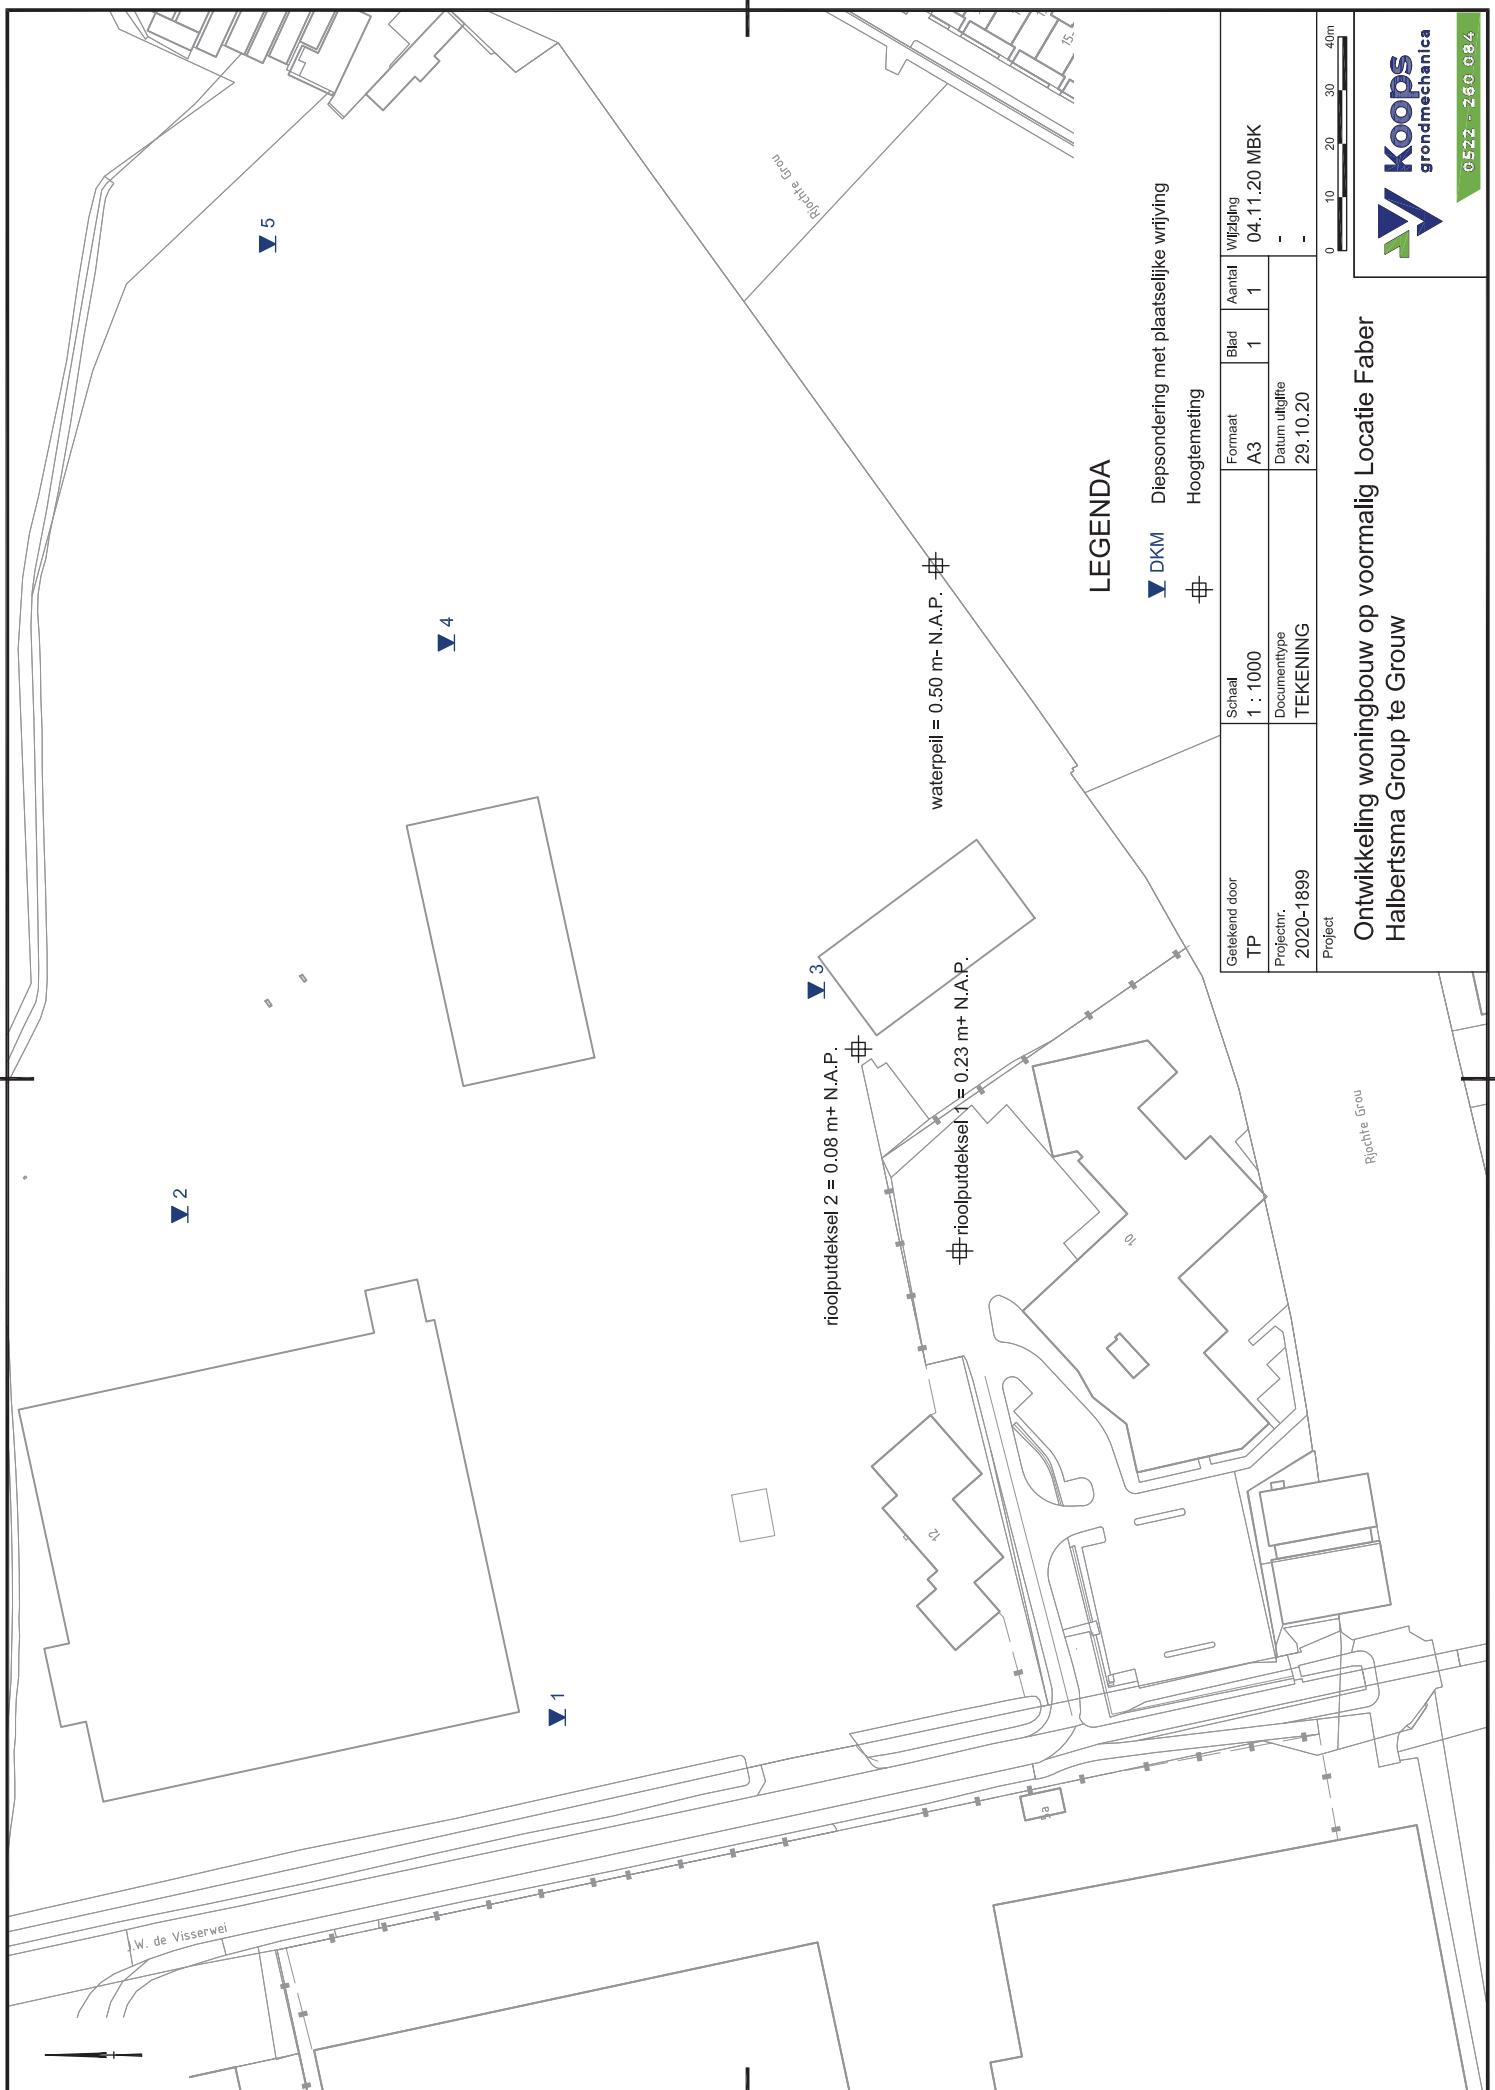 J.W. de Visserwei
1
2
3
4
5
rioolputdeksel 2 = 0.08 m+ N.A.P.
rioolputdeksel 1 = 0.23 m+ N.A.P.
waterpeil = 0.50 m- N.A.P.
12
10
Rjochte Grou
Rjochte Grou
15
LEGENDA
DKM Diepsondering met plaatselijke wrijving
Hoogtemeting
Getekend door
TP
Schaal
1 : 1000
Formaat
A3
Blad
1
Aantal
1
Wijziging
04.11.20 MBK
-
-
Projectnr.
2020-1899
Documenttype
TEKENING
Datum uitgifte
29.10.20
Project
Ontwikkeling woningbouw op voormalig Locatie Faber
Halbertsma Group te Grouw
0 10 20 30 40m
Koops
grondmechanica
0522 - 260 084